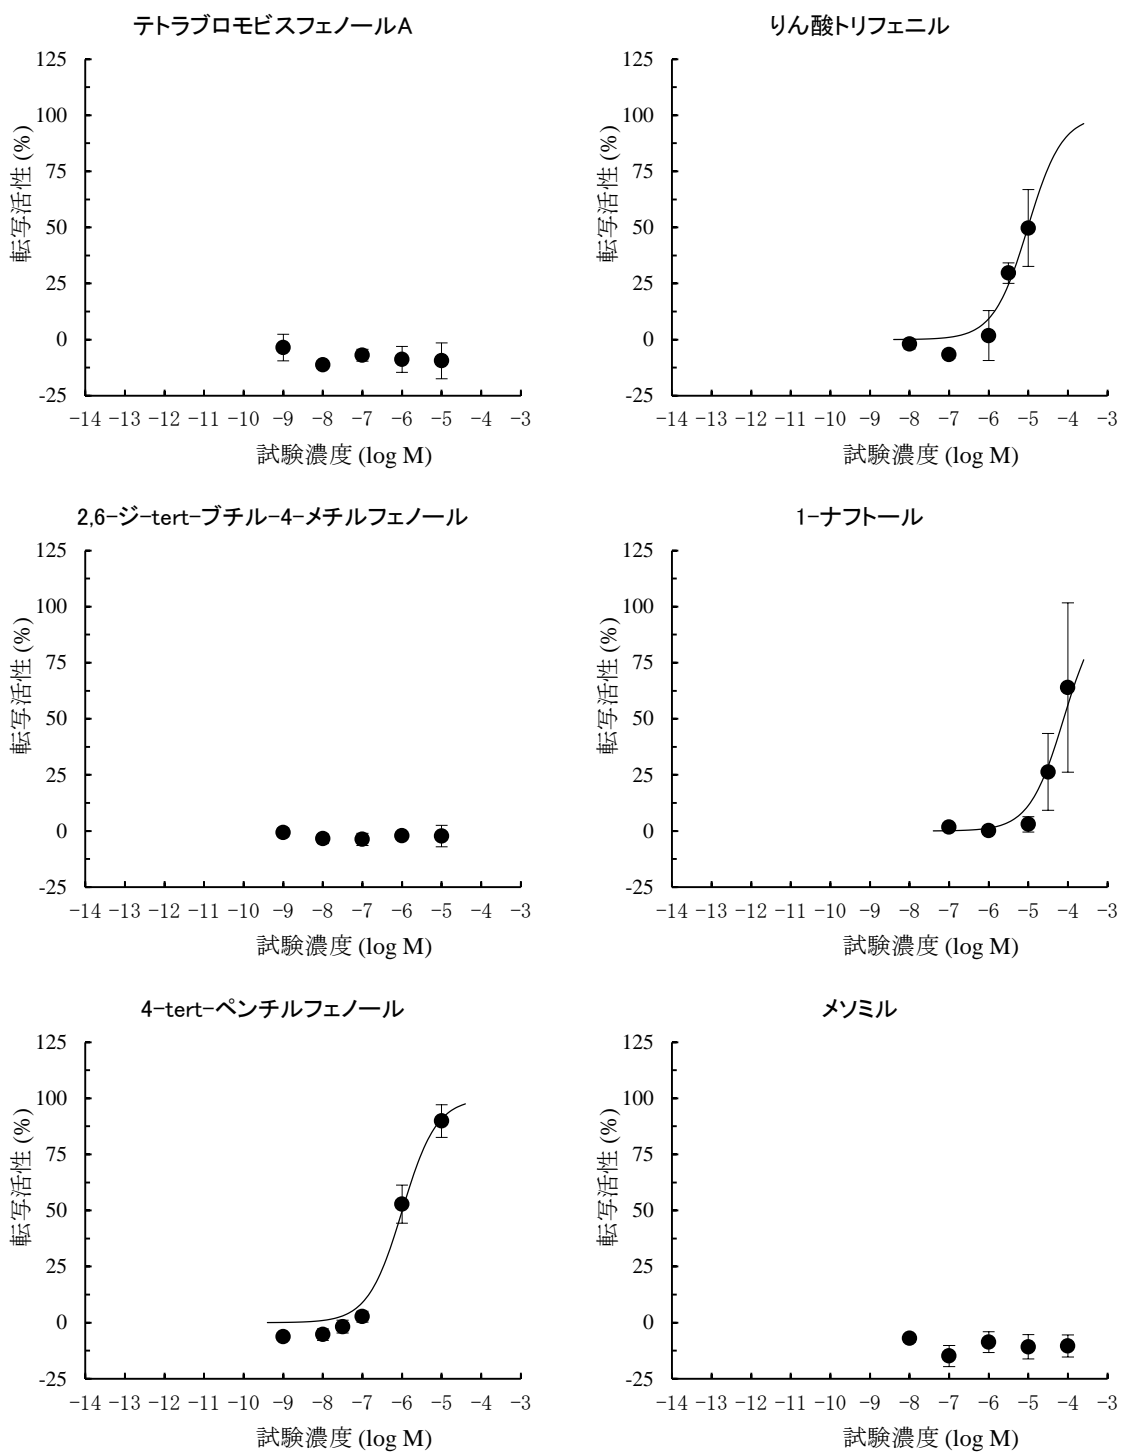 テトラブロモビスフェノールA
125
100
75
50
25
0
-25
転写活性 (%)
-14 -13 -12 -11 -10 -9 -8 -7 -6 -5 -4 -3
試験濃度 (log M)
りん酸トリフェニル
125
100
75
50
25
0
-25
転写活性 (%)
-14 -13 -12 -11 -10 -9 -8 -7 -6 -5 -4 -3
試験濃度 (log M)
2,6-ジ-tert-ブチル-4-メチルフェノール
125
100
75
50
25
0
-25
転写活性 (%)
-14 -13 -12 -11 -10 -9 -8 -7 -6 -5 -4 -3
試験濃度 (log M)
1-ナフトール
125
100
75
50
25
0
-25
転写活性 (%)
-14 -13 -12 -11 -10 -9 -8 -7 -6 -5 -4 -3
試験濃度 (log M)
4-tert-ペンチルフェノール
125
100
75
50
25
0
-25
転写活性 (%)
-14 -13 -12 -11 -10 -9 -8 -7 -6 -5 -4 -3
試験濃度 (log M)
メソミル
125
100
75
50
25
0
-25
転写活性 (%)
-14 -13 -12 -11 -10 -9 -8 -7 -6 -5 -4 -3
試験濃度 (log M)